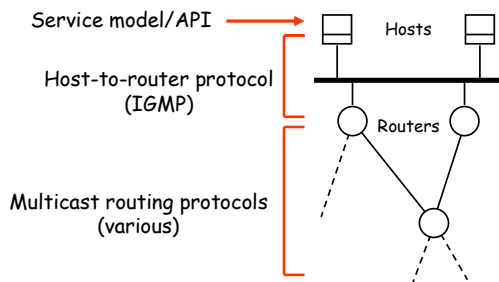 Service model/API
Hosts
Host-to-router protocol
(IGMP)
Routers
Multicast routing protocols
(various)